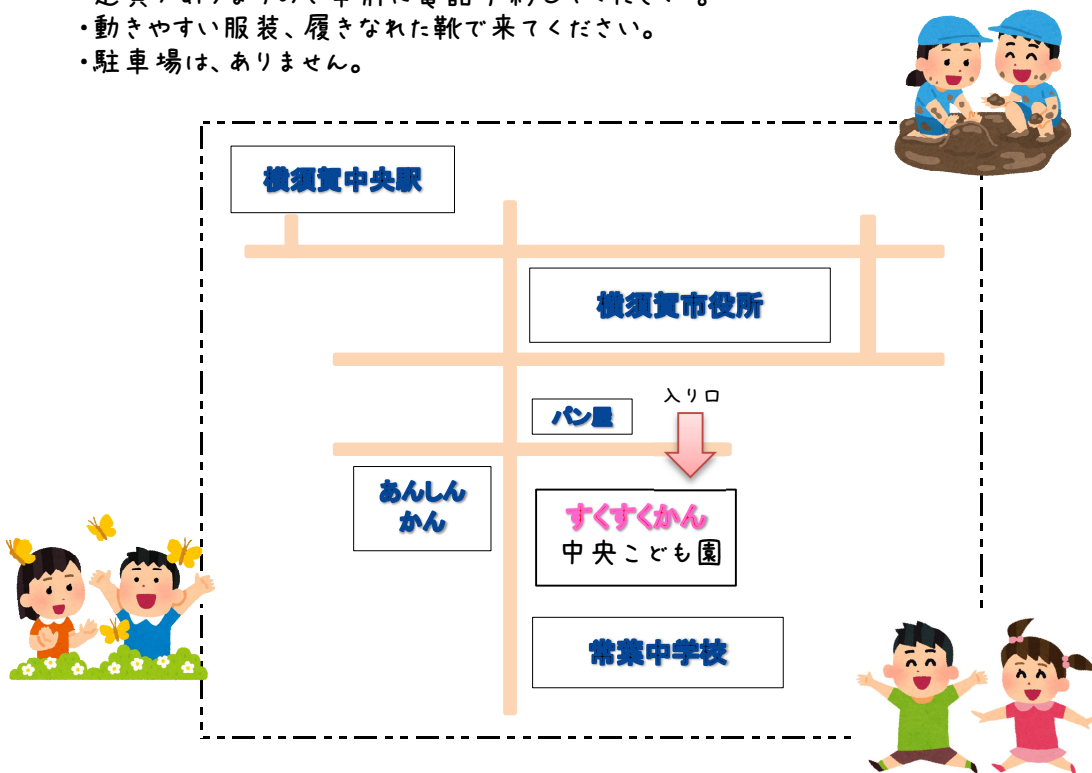 ・動きやすい服装、履きなれた靴で来てください。
・駐車場は、ありません。
横須賀中央駅
横須賀市役所
入り口
パン屋
あんしん
かん
すくすくかん
中央こども園
常葉中学校